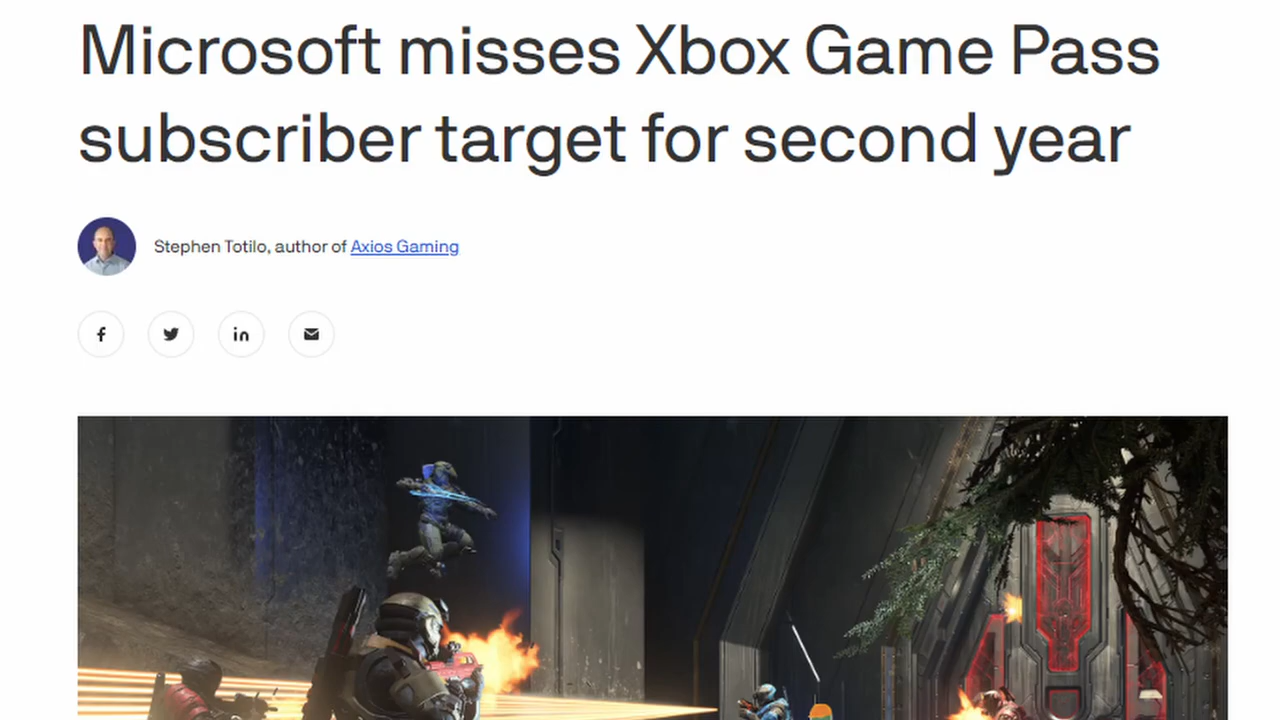 Microsoft misses Xbox Game Pass
subscriber target for second year
Stephen Totilo, author of Axios Gaming